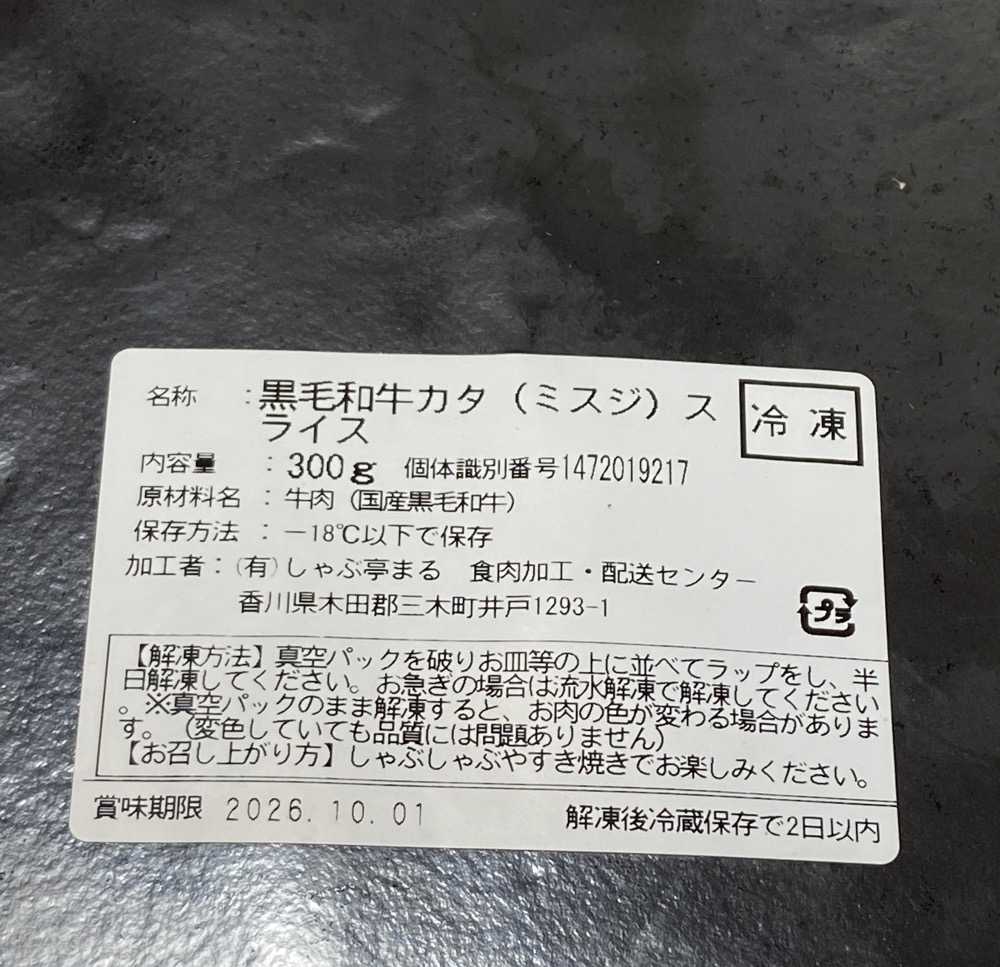 名称　：黒毛和牛カタ（ミスジ）ス
ライス
冷凍
内容量　：300g　個体識別番号1472019217
原材料名　：牛肉（国産黒毛和牛）
保存方法　：－18℃以下で保存
加工者：（有）しゃぶ亭まる　食肉加工・配送センター
香川県木田郡三木町井戸1293-1
プラ
【解凍方法】真空パックを破りお皿等の上に並べてラップをし、半
日解凍してください。お急ぎの場合は流水解凍で解凍してください
。※真空パックのまま解凍すると、お肉の色が変わる場合がありま
す。（変色していても品質には問題ありません）
【お召し上がり方】しゃぶしゃぶやすき焼きでお楽しみください。
賞味期限　2026.10.01　解凍後冷蔵保存で2日以内